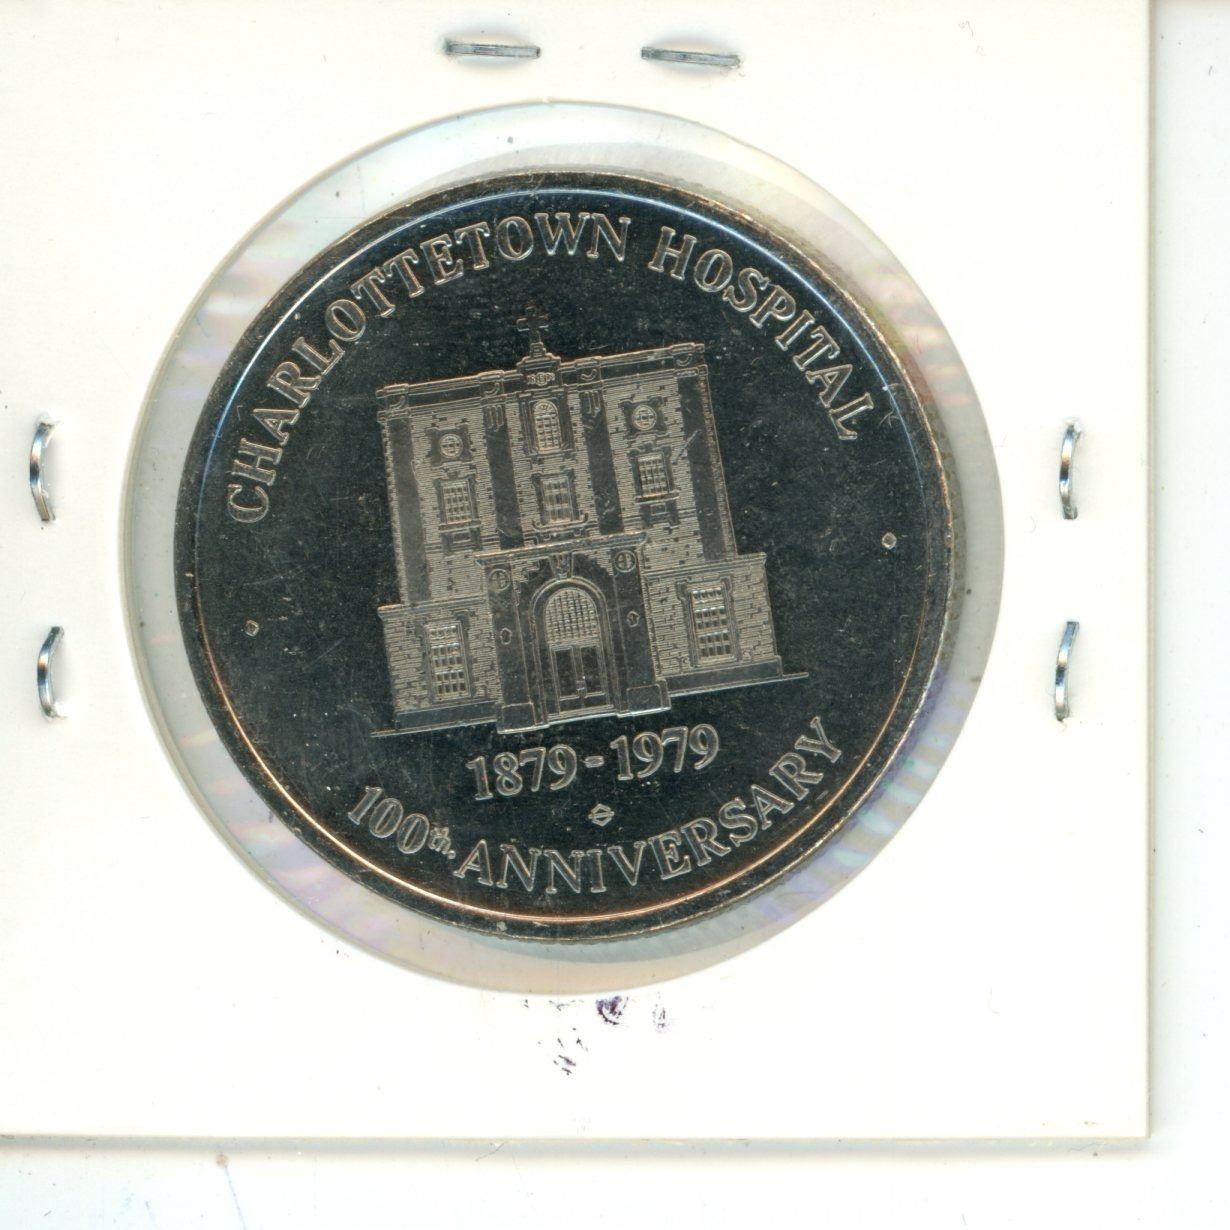 CHARLOTTETOWN HOSPITAL
1879-1979
100th. ANNIVERSARY